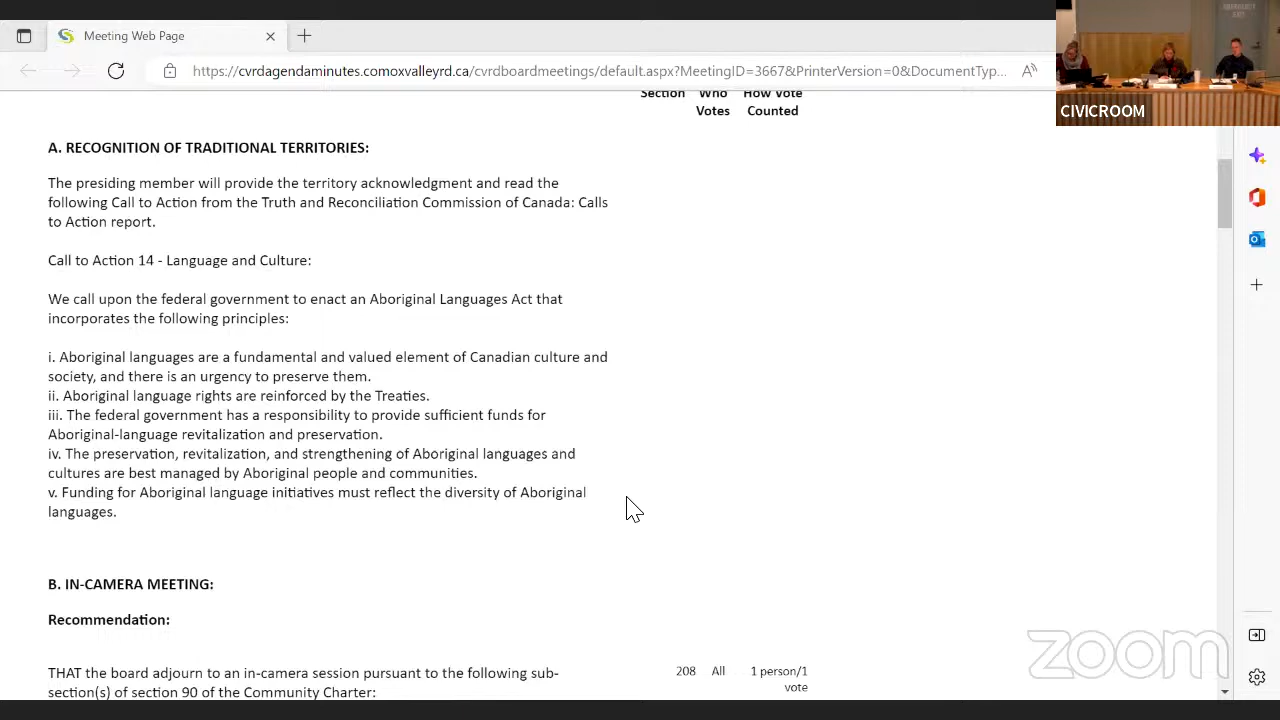 Meeting Web Page
https://cvrdagendaminutes.comoxvalleyrd.ca/cvrdboardmeetings/default.aspx?MeetingID=3667&PrinterVersion=0&DocumentTyp...
CIVICROOM
Section Who How Vote
Votes Counted
A. RECOGNITION OF TRADITIONAL TERRITORIES:
The presiding member will provide the territory acknowledgment and read the
following Call to Action from the Truth and Reconciliation Commission of Canada: Calls
to Action report.
Call to Action 14 - Language and Culture:
We call upon the federal government to enact an Aboriginal Languages Act that
incorporates the following principles:
i. Aboriginal languages are a fundamental and valued element of Canadian culture and
society, and there is an urgency to preserve them.
ii. Aboriginal language rights are reinforced by the Treaties.
iii. The federal government has a responsibility to provide sufficient funds for
Aboriginal-language revitalization and preservation.
iv. The preservation, revitalization, and strengthening of Aboriginal languages and
cultures are best managed by Aboriginal people and communities.
v. Funding for Aboriginal language initiatives must reflect the diversity of Aboriginal
languages.
B. IN-CAMERA MEETING:
Recommendation:
THAT the board adjourn to an in-camera session pursuant to the following sub-
section(s) of section 90 of the Community Charter:
208 All 1 person/1
vote
zoom